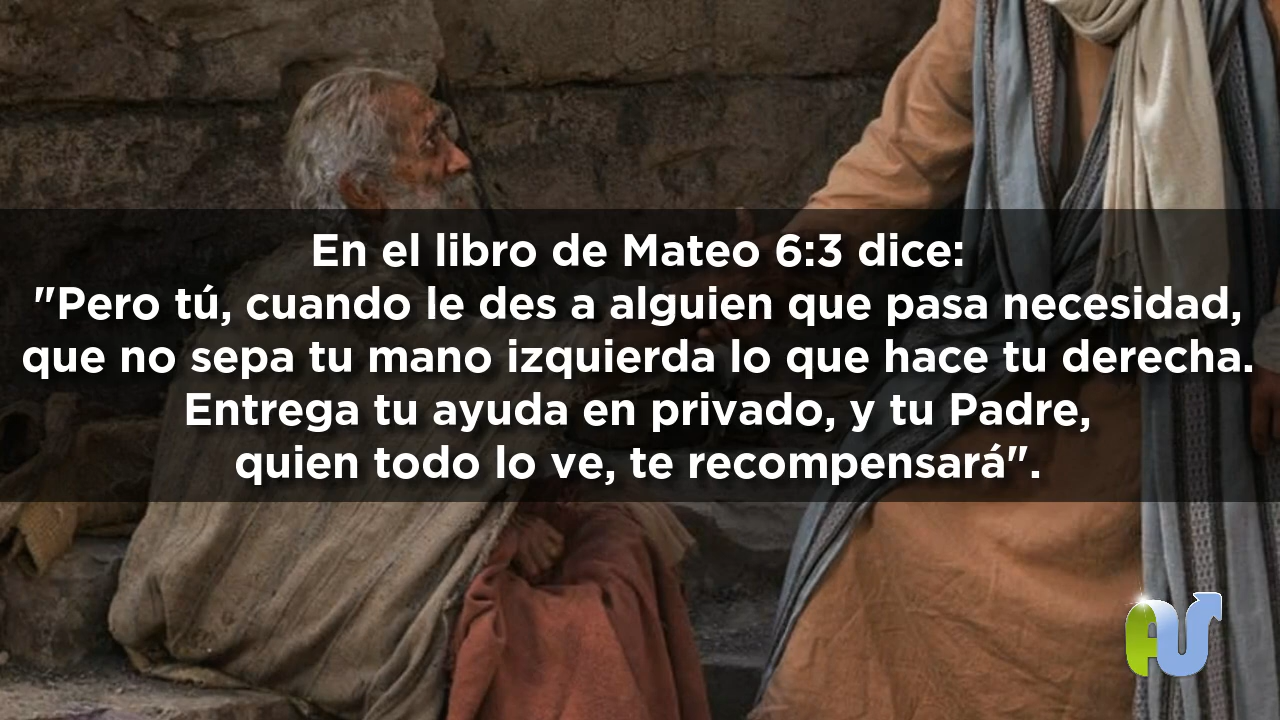 En el libro de Mateo 6:3 dice:
"Pero tú, cuando le des a alguien que pasa necesidad,
que no sepa tu mano izquierda lo que hace tu derecha.
Entrega tu ayuda en privado, y tu Padre,
quien todo lo ve, te recompensará".
AU